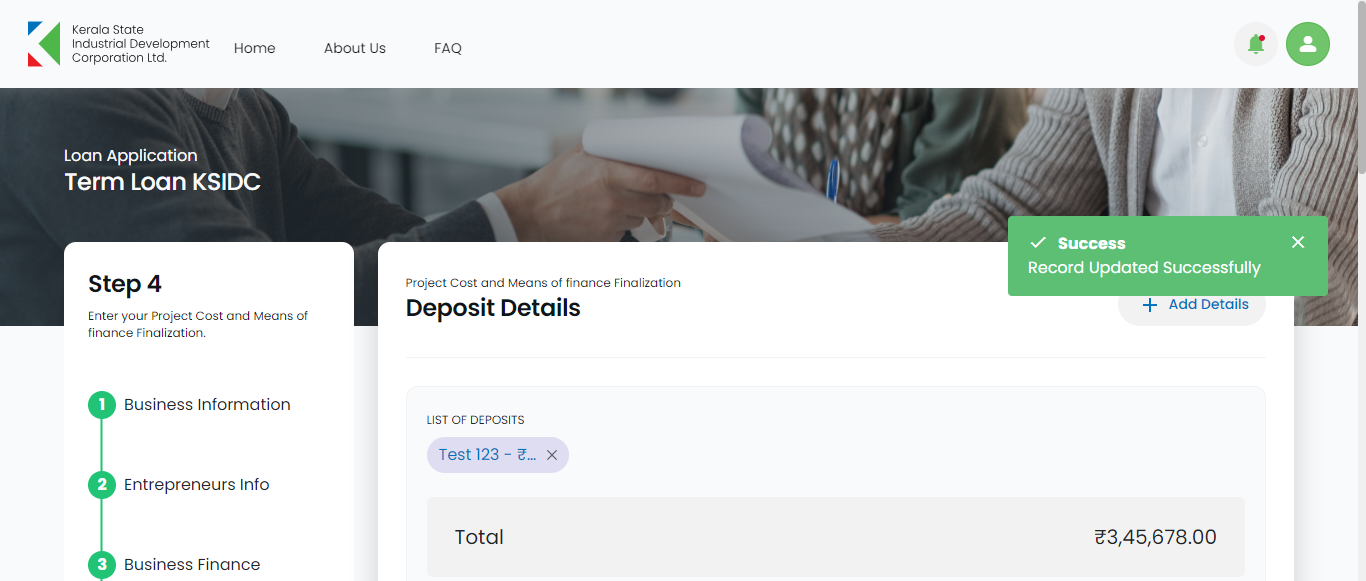 Kerala State
Industrial Development
Corporation Ltd.
Home
About Us
FAQ
Loan Application
Term Loan KSIDC
Success
Record Updated Successfully
Step 4
Enter your Project Cost and Means of
finance Finalization.
1 Business Information
2 Entrepreneurs Info
3 Business Finance
Project Cost and Means of finance Finalization
Deposit Details
+ Add Details
LIST OF DEPOSITS
Test 123 - ₹...
Total ₹3,45,678.00